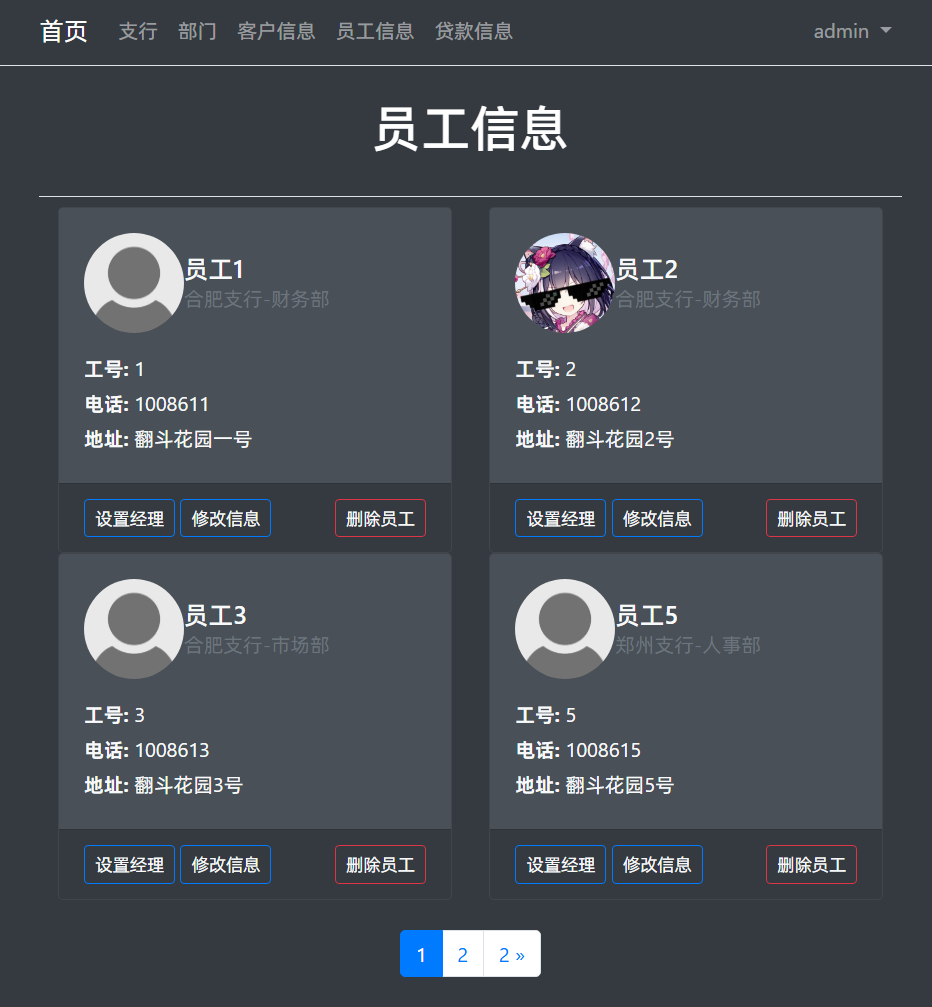 首页 支行 部门 客户信息 员工信息 贷款信息 admin
员工信息
员工1
合肥支行-财务部
工号: 1
电话: 1008611
地址: 翻斗花园一号
设置经理 修改信息 删除员工
员工2
合肥支行-财务部
工号: 2
电话: 1008612
地址: 翻斗花园2号
设置经理 修改信息 删除员工
员工3
合肥支行-市场部
工号: 3
电话: 1008613
地址: 翻斗花园3号
设置经理 修改信息 删除员工
员工5
郑州支行-人事部
工号: 5
电话: 1008615
地址: 翻斗花园5号
设置经理 修改信息 删除员工
1 2 2 »